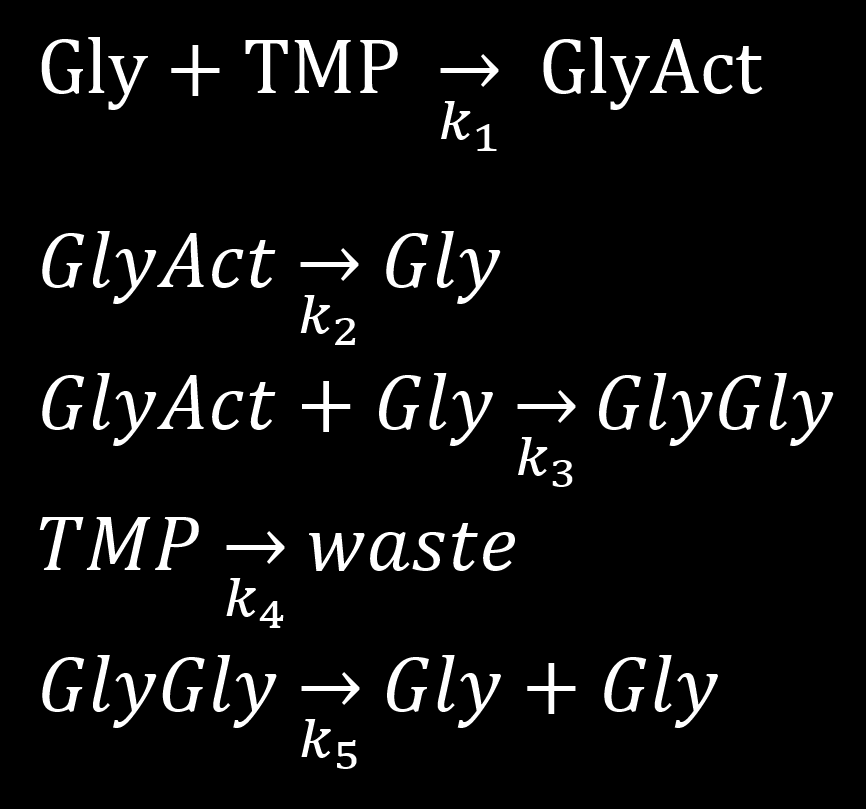 Gly + TMP → GlyAct
k₁
GlyAct → Gly
k₂
GlyAct + Gly → GlyGly
k₃
TMP → waste
k₄
GlyGly → Gly + Gly
k₅